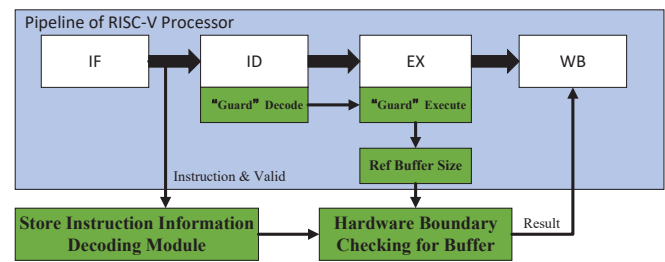 Pipeline of RISC-V Processor
IF
ID
EX
WB
"Guard" Decode
"Guard" Execute
Ref Buffer Size
Instruction & Valid
Store Instruction Information
Decoding Module
Hardware Boundary
Checking for Buffer
Result